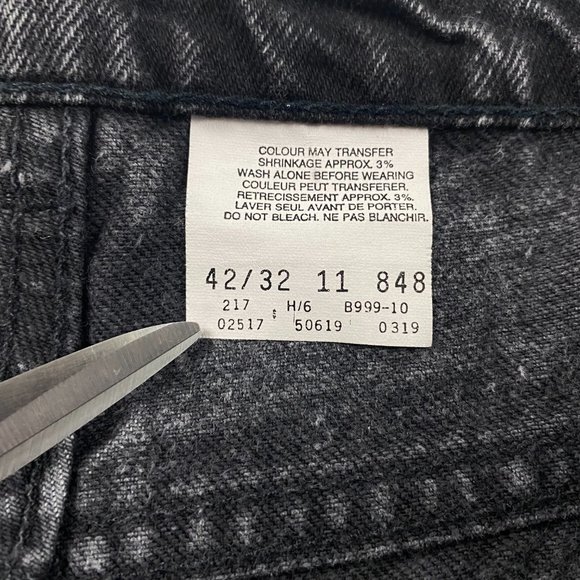 COLOUR MAY TRANSFER
SHRINKAGE APPROX. 3%
WASH ALONE BEFORE WEARING
COULEUR PEUT TRANSFERER.
RETRECISSEMENT APPROX. 3%.
LAVER SEUL AVANT DE PORTER.
DO NOT BLEACH. NE PAS BLANCHIR.
42/32 11 848
217 : H/6 B999-10
02517 50619 0319